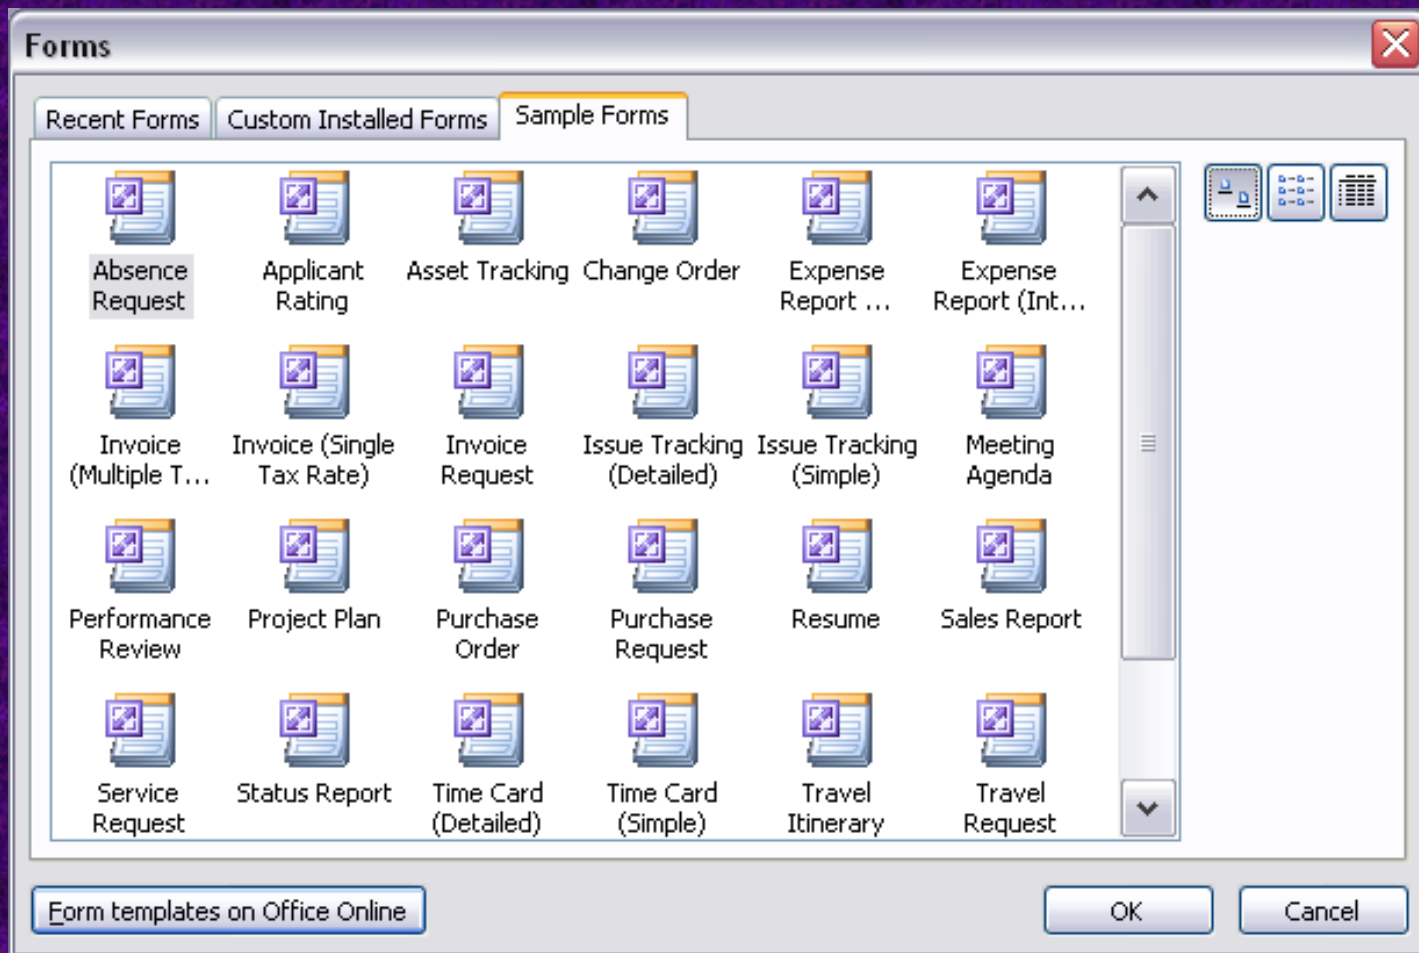 Forms
Recent Forms Custom Installed Forms Sample Forms
Absence Request
Applicant Rating
Asset Tracking
Change Order
Expense Report ...
Expense Report (Int...
Invoice (Multiple T...
Invoice (Single Tax Rate)
Invoice Request
Issue Tracking (Detailed)
Issue Tracking (Simple)
Meeting Agenda
Performance Review
Project Plan
Purchase Order
Purchase Request
Resume
Sales Report
Service Request
Status Report
Time Card (Detailed)
Time Card (Simple)
Travel Itinerary
Travel Request
Form templates on Office Online
OK
Cancel